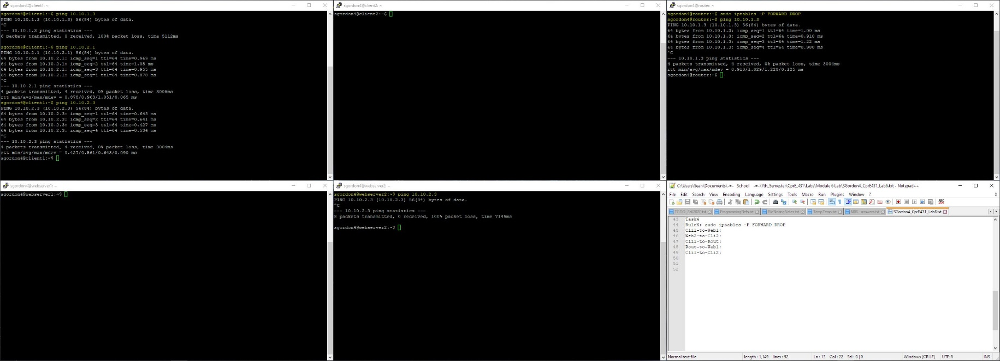 sgordon4@client1: ~
sgordon4@client1:~$ ping 10.10.1.3
PING 10.10.1.3 (10.10.1.3) 56(84) bytes of data.
^C
--- 10.10.1.3 ping statistics ---
6 packets transmitted, 0 received, 100% packet loss, time 5112ms
sgordon4@client1:~$ ping 10.10.2.1
PING 10.10.2.1 (10.10.2.1) 56(84) bytes of data.
64 bytes from 10.10.2.1: icmp_seq=1 ttl=64 time=0.969 ms
64 bytes from 10.10.2.1: icmp_seq=2 ttl=64 time=1.05 ms
64 bytes from 10.10.2.1: icmp_seq=3 ttl=64 time=0.955 ms
64 bytes from 10.10.2.1: icmp_seq=4 ttl=64 time=0.878 ms
^C
--- 10.10.2.1 ping statistics ---
4 packets transmitted, 4 received, 0% packet loss, time 3005ms
rtt min/avg/max/mdev = 0.878/0.963/1.051/0.065 ms
sgordon4@client1:~$ ping 10.10.2.3
PING 10.10.2.3 (10.10.2.3) 56(84) bytes of data.
64 bytes from 10.10.2.3: icmp_seq=1 ttl=64 time=0.643 ms
64 bytes from 10.10.2.3: icmp_seq=2 ttl=64 time=0.641 ms
64 bytes from 10.10.2.3: icmp_seq=3 ttl=64 time=0.427 ms
64 bytes from 10.10.2.3: icmp_seq=4 ttl=64 time=0.534 ms
^C
--- 10.10.2.3 ping statistics ---
4 packets transmitted, 4 received, 0% packet loss, time 3004ms
rtt min/avg/max/mdev = 0.427/0.561/0.643/0.090 ms
sgordon4@client1:~$
sgordon4@client2: ~
sgordon4@client2:~$
sgordon4@router: ~
sgordon4@router:~$ sudo iptables -P FORWARD DROP
sgordon4@router:~$ ping 10.10.1.3
PING 10.10.1.3 (10.10.1.3) 56(84) bytes of data.
64 bytes from 10.10.1.3: icmp_seq=1 ttl=64 time=1.00 ms
64 bytes from 10.10.1.3: icmp_seq=2 ttl=64 time=0.910 ms
64 bytes from 10.10.1.3: icmp_seq=3 ttl=64 time=1.22 ms
64 bytes from 10.10.1.3: icmp_seq=4 ttl=64 time=0.980 ms
^C
--- 10.10.1.3 ping statistics ---
4 packets transmitted, 4 received, 0% packet loss, time 3004ms
rtt min/avg/max/mdev = 0.910/1.029/1.228/0.125 ms
sgordon4@router:~$
sgordon4@webserver1: ~
sgordon4@webserver1:~$
sgordon4@webserver2: ~
sgordon4@webserver2:~$ ping 10.10.2.3
PING 10.10.2.3 (10.10.2.3) 56(84) bytes of data.
^C
--- 10.10.2.3 ping statistics ---
8 packets transmitted, 0 received, 100% packet loss, time 7149ms
sgordon4@webserver2:~$
C:\Users\Sean\Documents\-=- School -=-\7th_Semester\CprE_431\Labs\Module 6 Lab\SGordon4_CprE431_Lab6.txt - Notepad++
File Edit Search View Encoding Language Settings Tools Macro Run Plugins Window ? X
TODO_Fall2020.txt ProgrammingRefs.txt FileStoringNotes.txt TempTemp.txt M06 - answers.txt SGordon4_CprE431_Lab6.txt
43 Task4
44 RuleX: sudo iptables -P FORWARD DROP
45 Cli1-to-Web1:
46 Web2-to-Cli2:
47 Cli1-to-Rout:
48 Rout-to-Web1:
49 Cli1-to-Cli2:
50
51
52
Normal text file length : 1,149 lines : 52 Ln : 13 Col : 22 Sel : 0 | 0 Windows (CR LF) UTF-8 INS